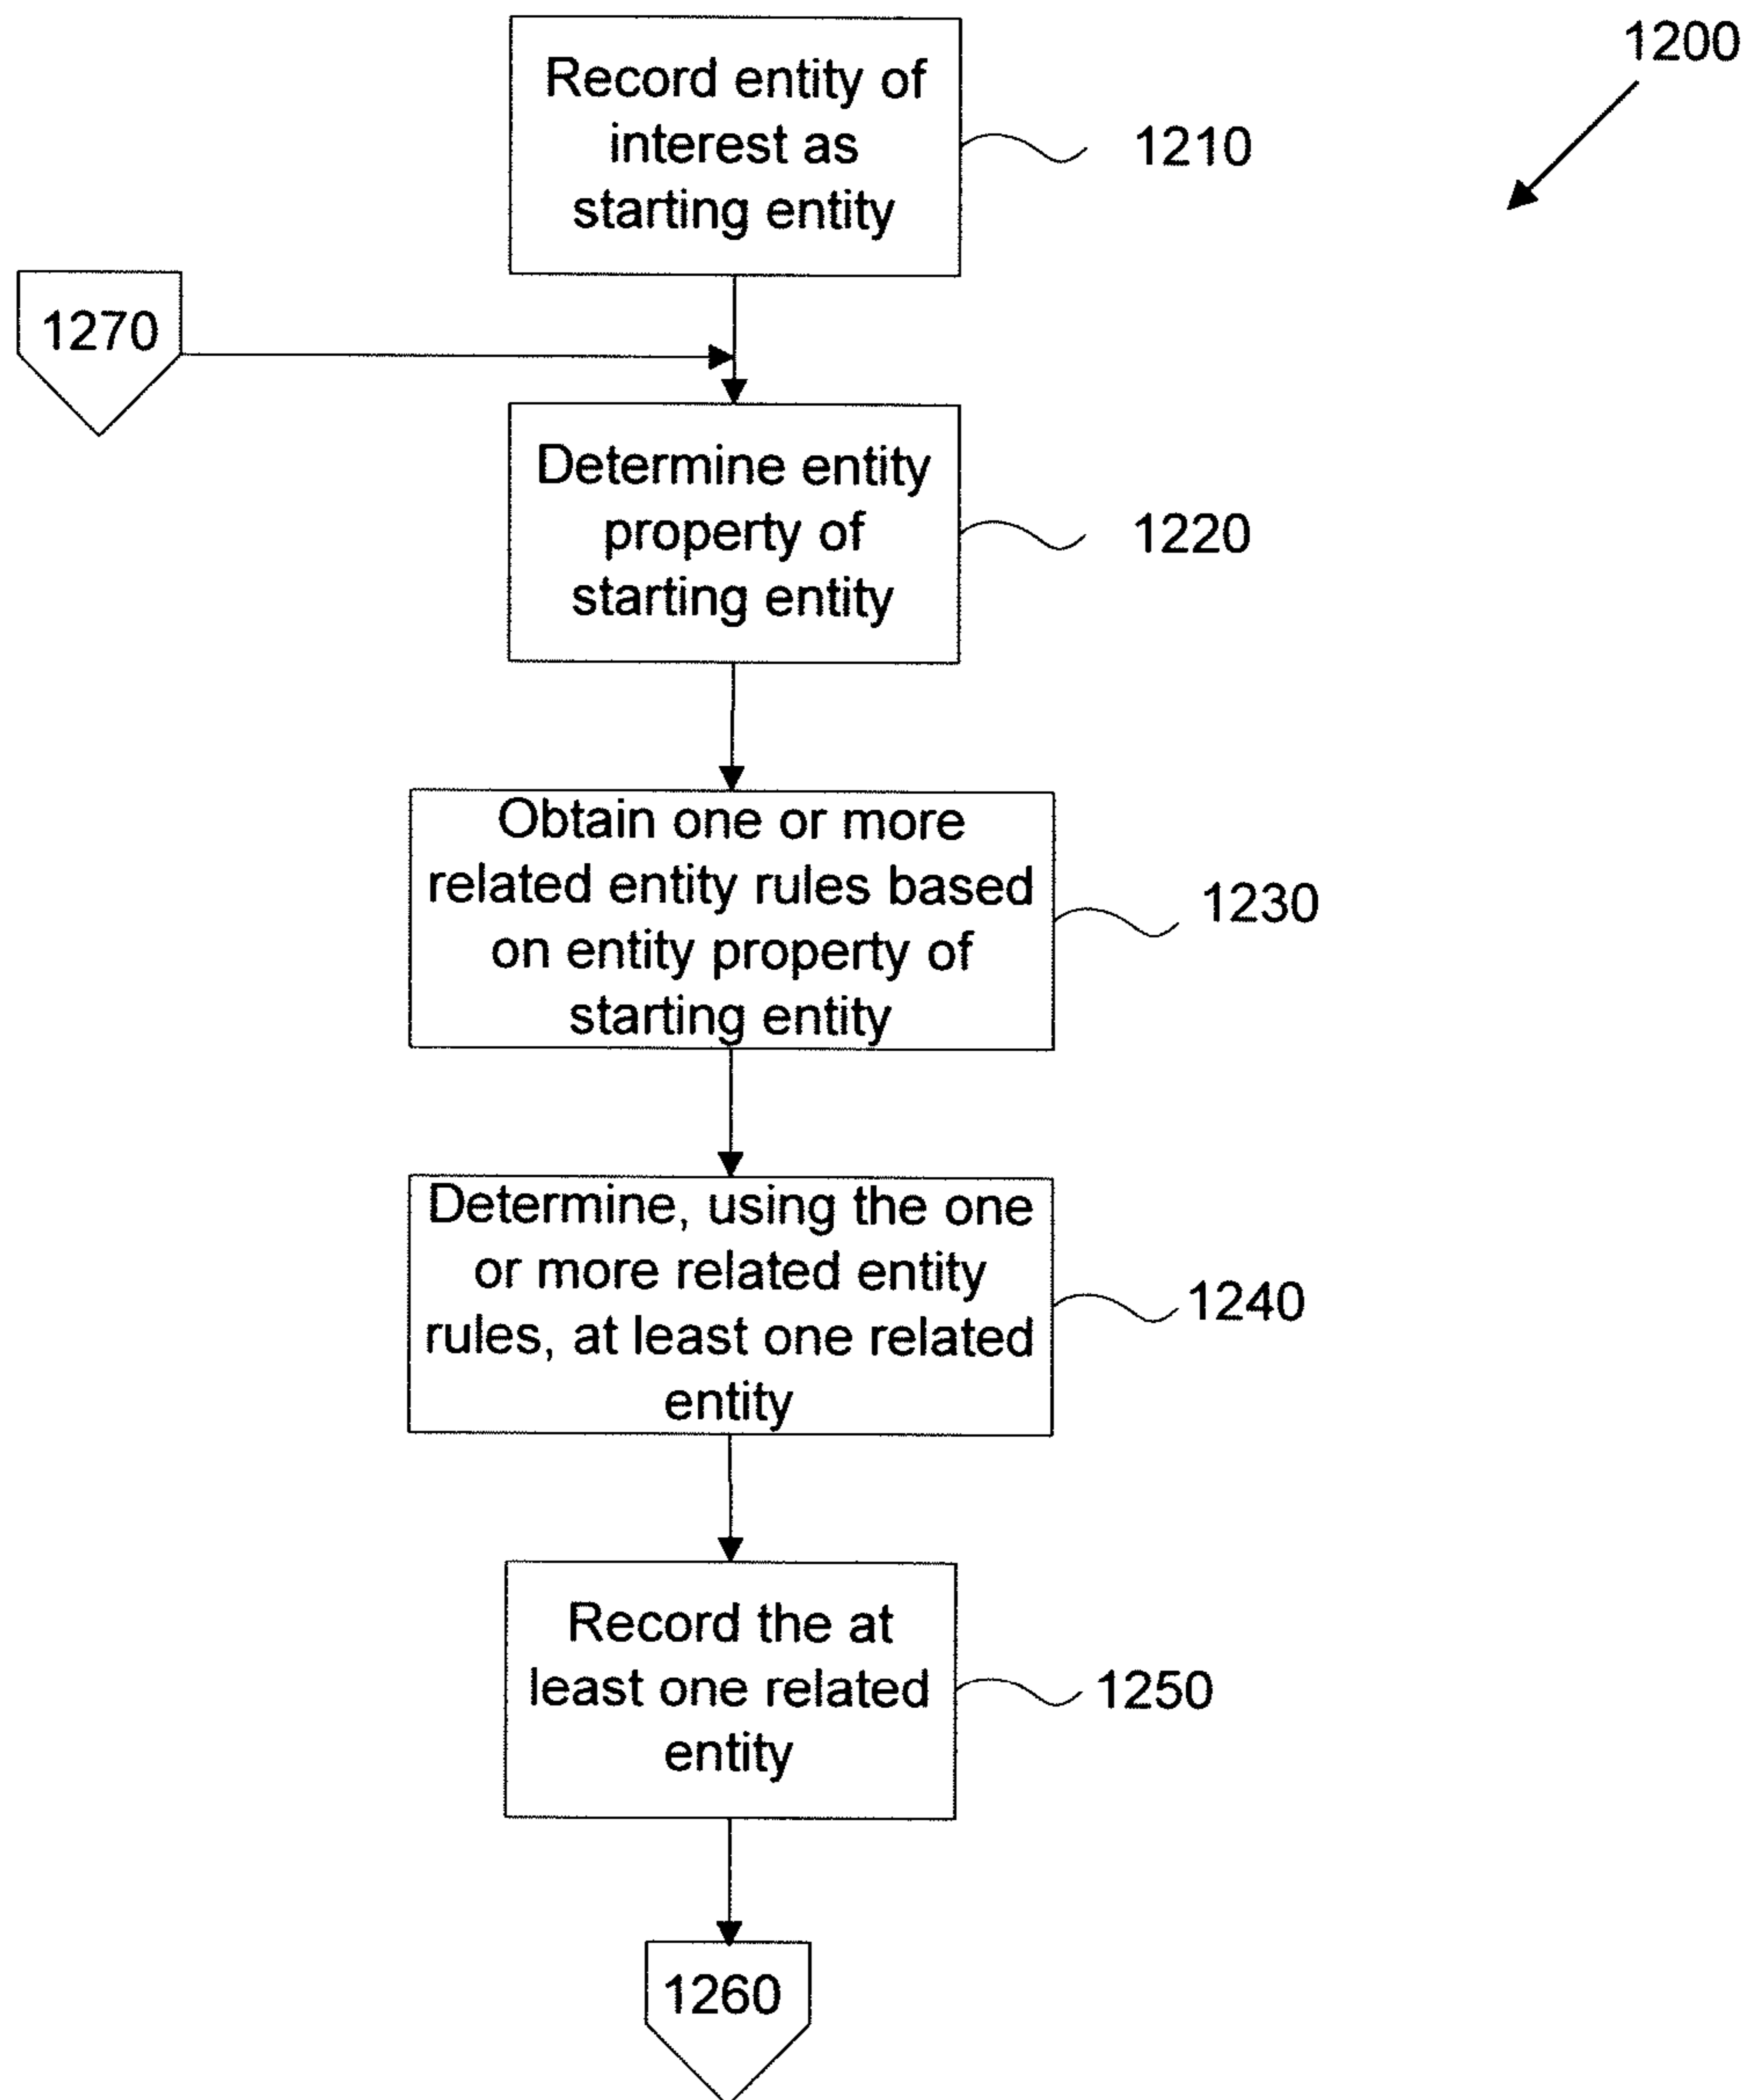 1200
Record entity of
interest as
starting entity
1210
1270
Determine entity
property of
starting entity
1220
Obtain one or more
related entity rules based
on entity property of
starting entity
1230
Determine, using the one
or more related entity
rules, at least one related
entity
1240
Record the at
least one related
entity
1250
1260